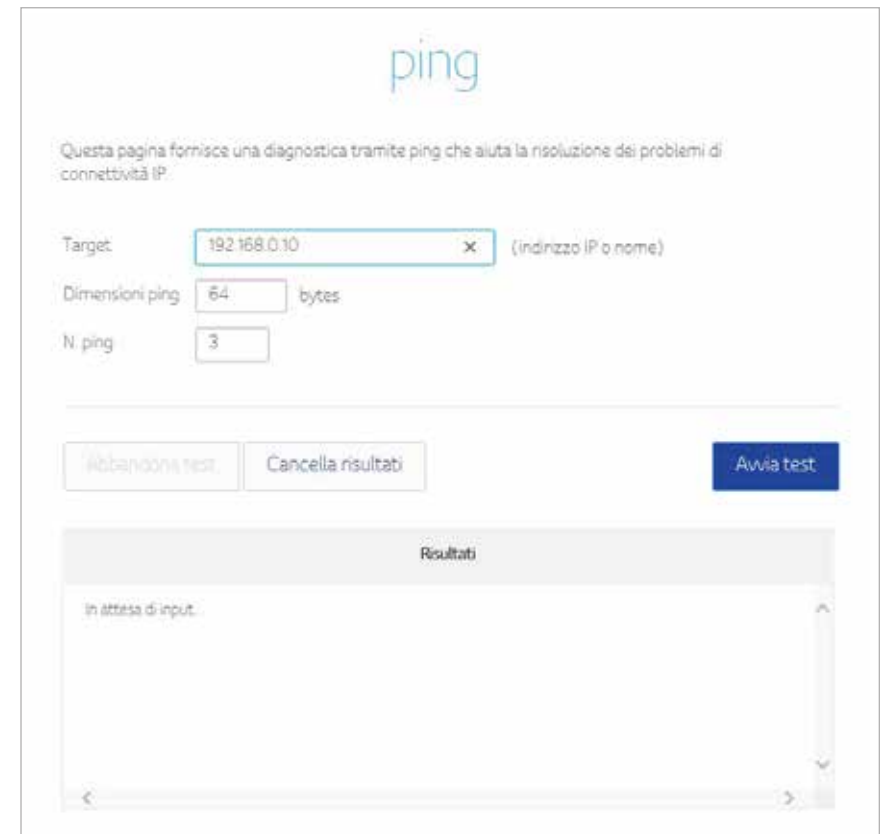 ping
Questa pagina fornisce una diagnostica tramite ping che aiuta la risoluzione dei problemi di
connettività IP
Target 192.168.0.10 × (indirizzo IP o nome)
Dimensioni ping 64 bytes
N. ping 3
Abbandona test Cancella risultati Avvia test
Risultati
In attesa di input.